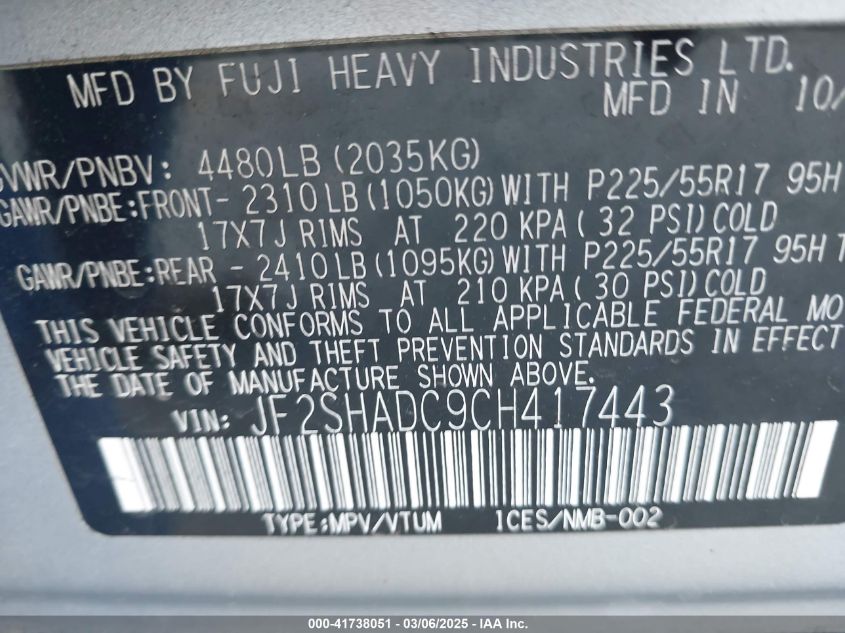 MFD BY FUJI HEAVY INDUSTRIES LTD.
MFD IN 10/
GVWR/PNBV: 4480LB(2035KG)
GAWR/PNBE:FRONT- 2310LB(1050KG)WITH P225/55R17 95H
17X7J RIMS AT 220 KPA( 32 PSI)COLD
GAWR/PNBE:REAR - 2410LB(1095KG)WITH P225/55R17 95H T
17X7J RIMS AT 210 KPA( 30 PSI)COLD
THIS VEHICLE CONFORMS TO ALL APPLICABLE FEDERAL MO
VEHICLE SAFETY AND THEFT PREVENTION STANDARDS IN EFFECT
THE DATE OF MANUFACTURE SHOWN ABOVE.
VIN: JF2SHADC9CH417443
TYPE:MPV/VTUM 1CES/NMB-002
000-41738051 - 03/06/2025 - IAA Inc.